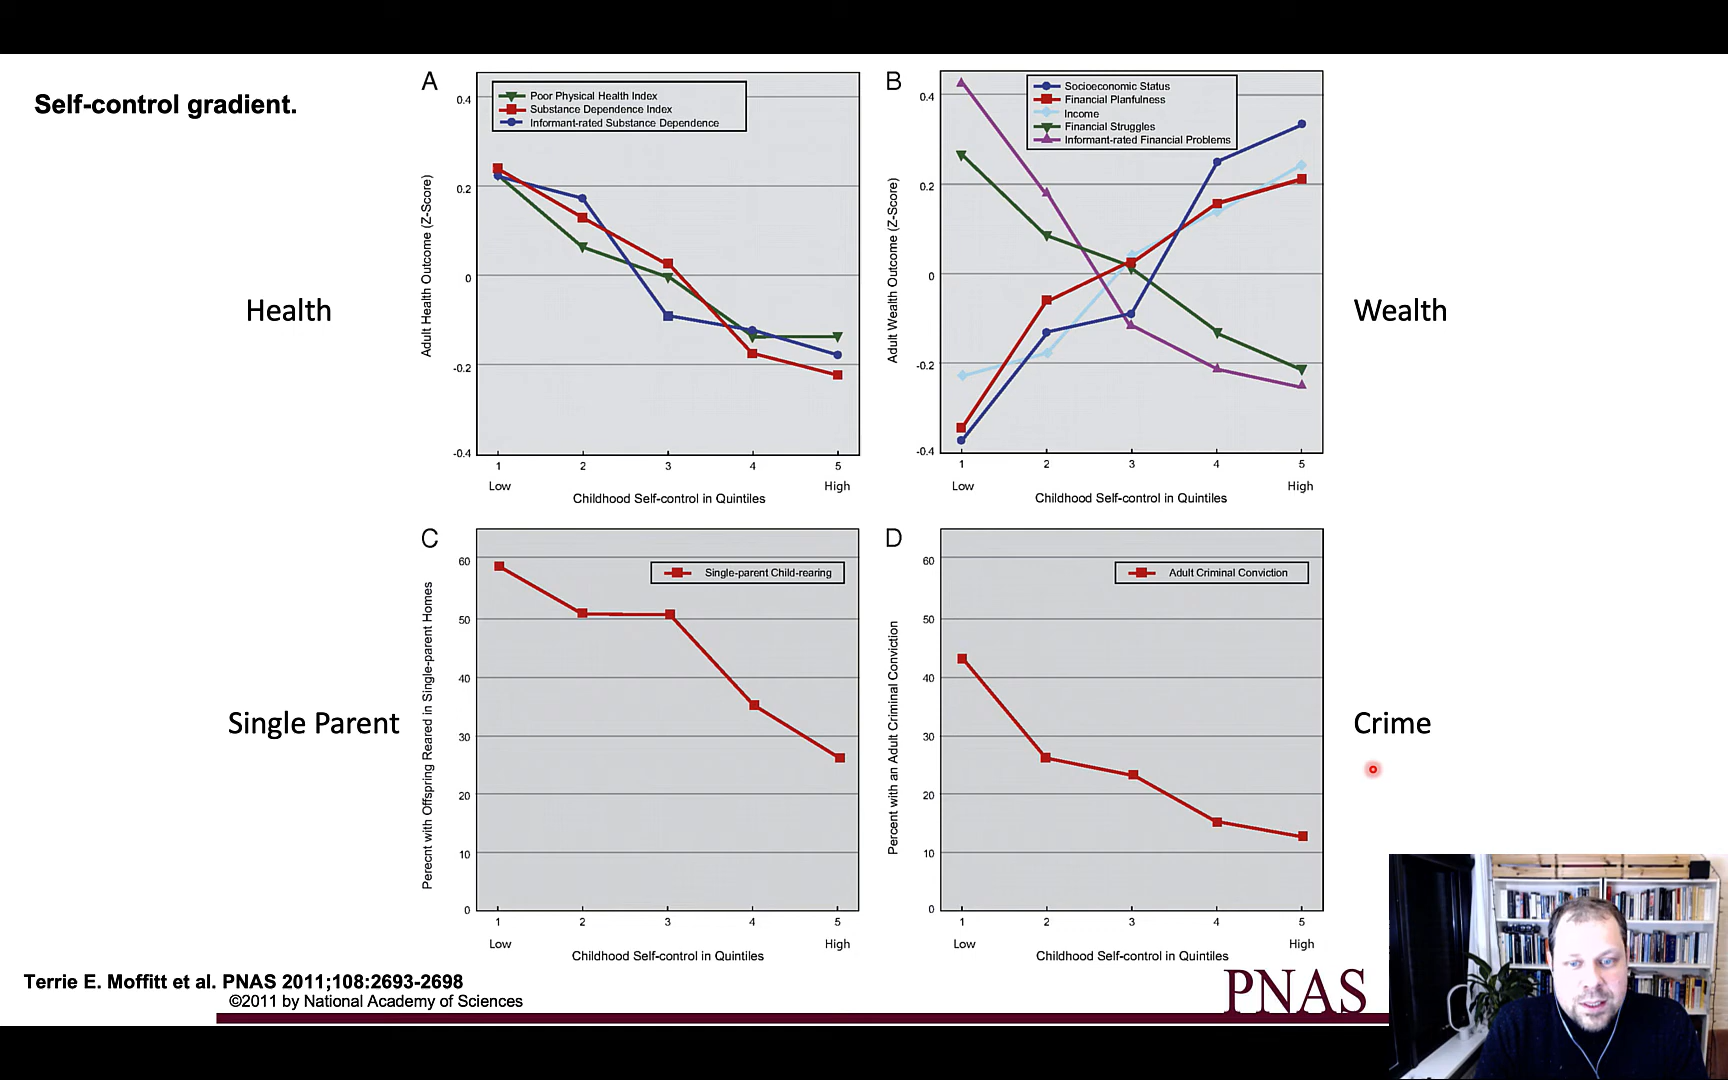 Self-control gradient.
A
Poor Physical Health Index
Substance Dependence Index
Informant-rated Substance Dependence
Adult Health Outcome (Z-Score)
0.4
0.2
0
-0.2
-0.4
1
2
3
4
5
Low
High
Childhood Self-control in Quintiles
Health
B
Socioeconomic Status
Financial Planfulness
Income
Financial Struggles
Informant-rated Financial Problems
Adult Wealth Outcome (Z-Score)
0.4
0.2
0
-0.2
-0.4
1
2
3
4
5
Low
High
Childhood Self-control in Quintiles
Wealth
C
Single-parent Child-rearing
Perecnt with Offspring Reared in Single-parent Homes
60
50
40
30
20
10
0
1
2
3
4
5
Low
High
Childhood Self-control in Quintiles
Single Parent
D
Adult Criminal Conviction
Percent with an Adult Criminal Conviction
60
50
40
30
20
10
0
1
2
3
4
5
Low
High
Childhood Self-control in Quintiles
Crime
Terrie E. Moffitt et al. PNAS 2011;108:2693-2698
©2011 by National Academy of Sciences
PNAS